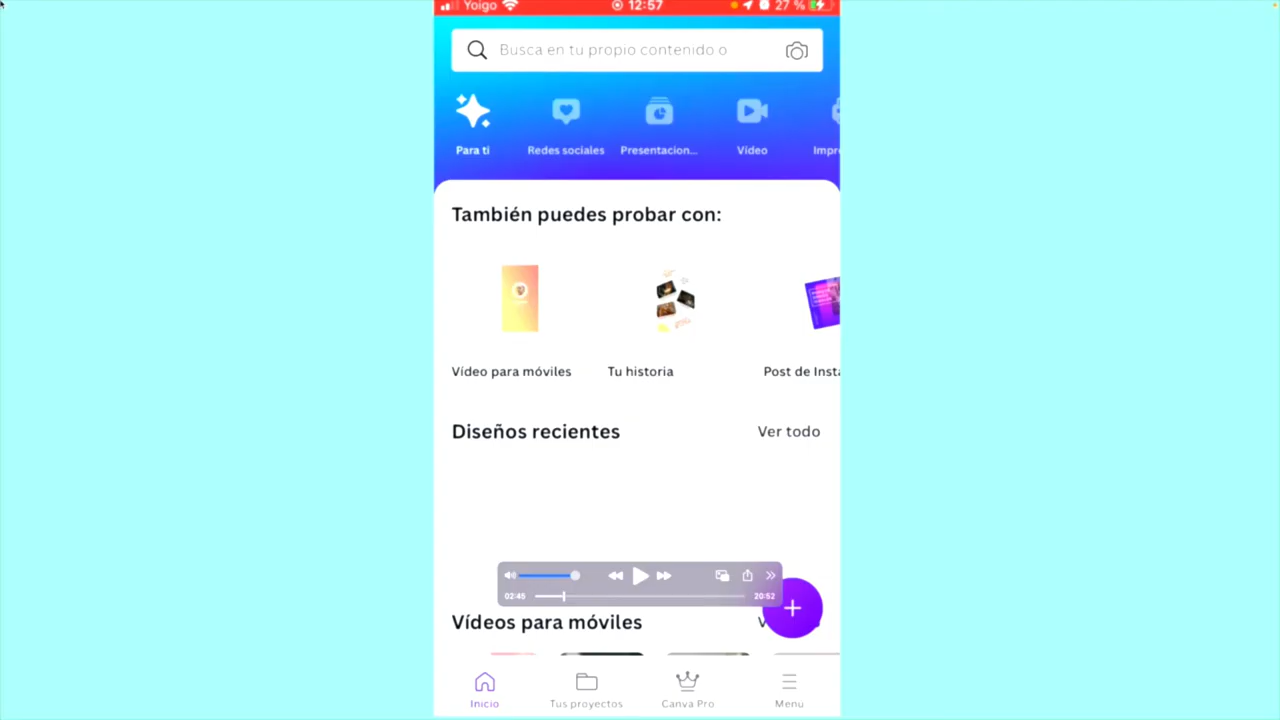 Yoigo 12:57 27 %
Busca en tu propio contenido o
Para ti Redes sociales Presentacion... Vídeo Impr
También puedes probar con:
Vídeo para móviles Tu historia Post de Insta
Diseños recientes Ver todo
02:45 20:52
Vídeos para móviles V
Inicio Tus proyectos Canva Pro Menu